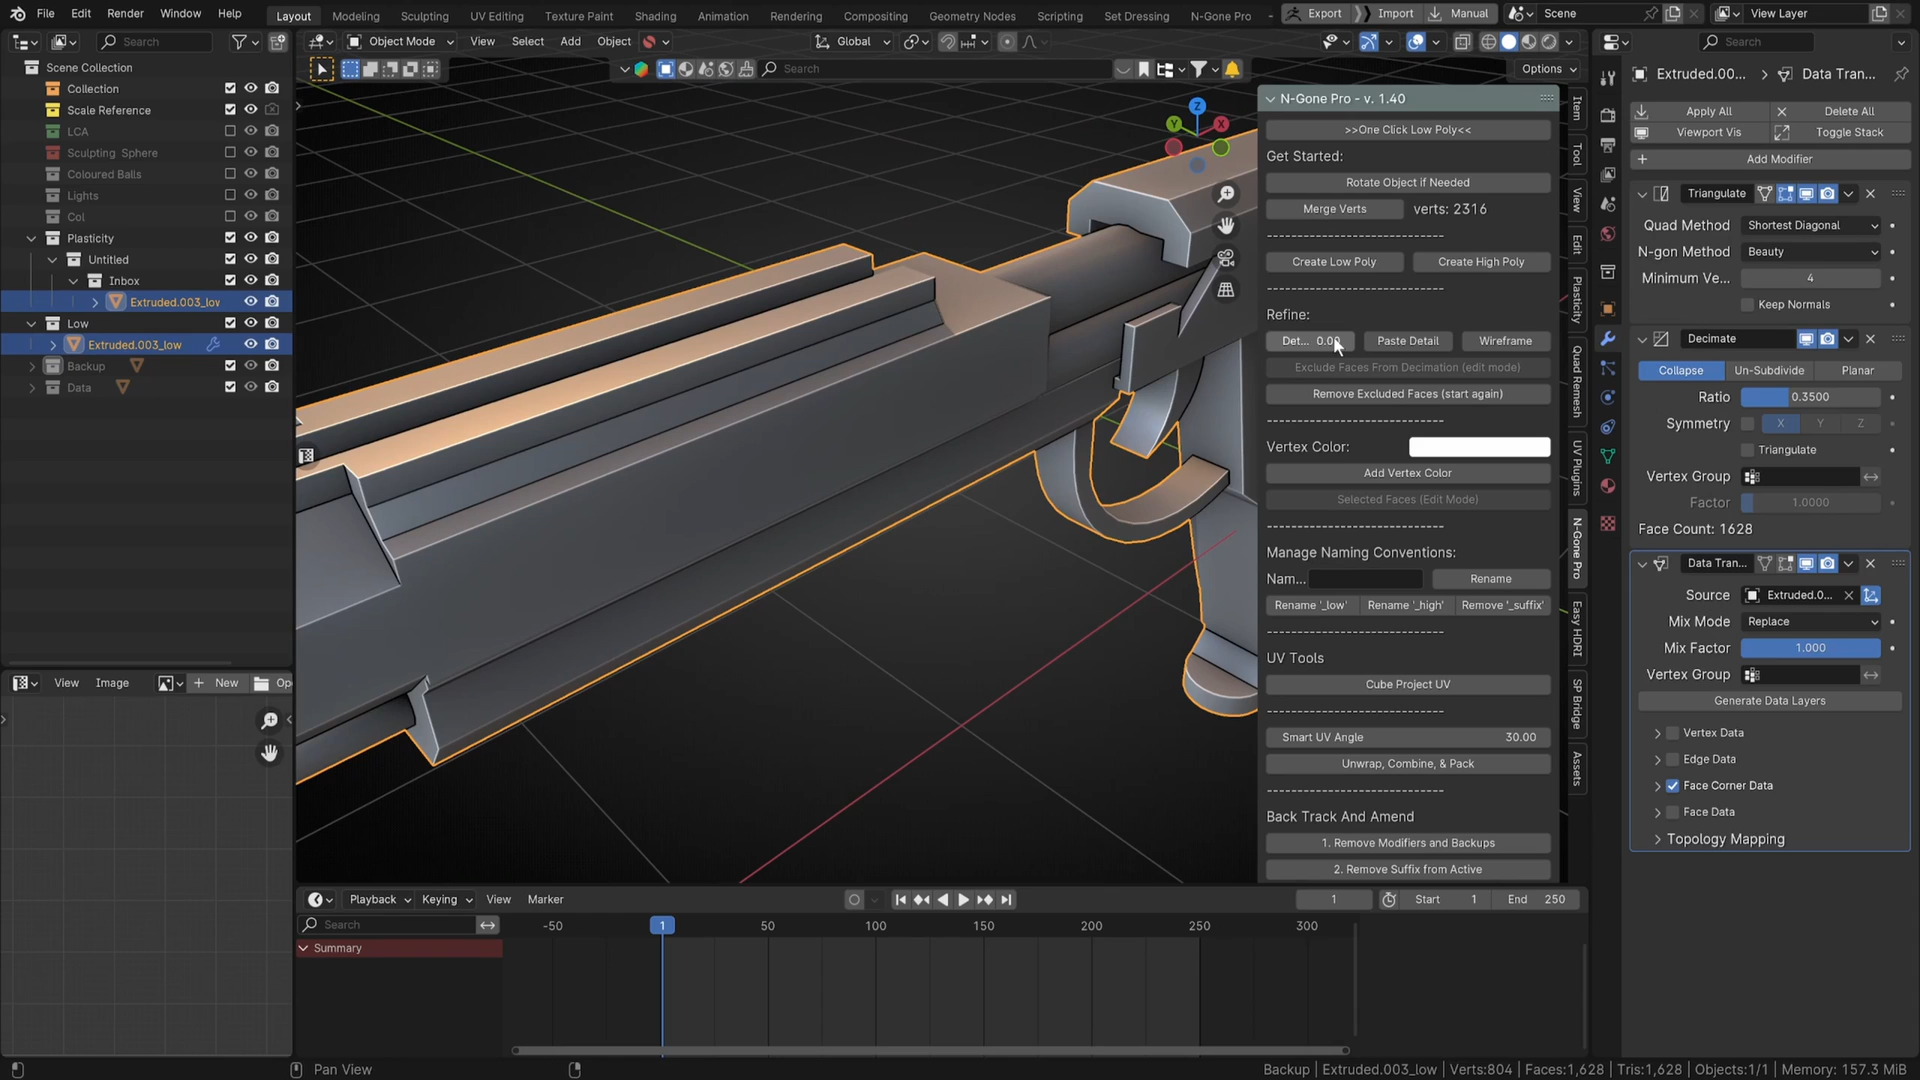 File Edit Render Window Help Layout Modeling Sculpting UV Editing Texture Paint Shading Animation Rendering Compositing Geometry Nodes Scripting Set Dressing N-Gone Pro Export Import Manual Scene View Layer
Search Object Mode View Select Add Object Global Search
Search Options
Scene Collection
Collection
Scale Reference
LCA
Sculpting Sphere
Coloured Balls
Lights
Col
Plasticity
Untitled
Inbox
Extruded.003_lov
Low
Extruded.003_low
Backup
Data
View Image New Op
Z
Y X
N-Gone Pro - v. 1.40
>>One Click Low Poly<<
Get Started:
Rotate Object if Needed
Merge Verts verts: 2316
Create Low Poly Create High Poly
Refine:
Det... 0.00 Paste Detail Wireframe
Exclude Faces From Decimation (edit mode)
Remove Excluded Faces (start again)
Vertex Color:
Add Vertex Color
Selected Faces (Edit Mode)
Manage Naming Conventions:
Nam... Rename
Rename '_low' Rename '_high' Remove '_suffix'
UV Tools
Cube Project UV
Smart UV Angle 30.00
Unwrap, Combine, & Pack
Back Track And Amend
1. Remove Modifiers and Backups
2. Remove Suffix from Active
Item
Tool
View
Edit
Plasticity
Quad Remesh
UV Plugins
N-Gone Pro
Easy HDRI
SP Bridge
Assets
Extruded.00... Data Tran...
Apply All Delete All
Viewport Vis Toggle Stack
Add Modifier
Triangulate
Quad Method Shortest Diagonal
N-gon Method Beauty
Minimum Ve... 4
Keep Normals
Decimate
Collapse Un-Subdivide Planar
Ratio 0.3500
Symmetry X Y Z
Triangulate
Vertex Group
Factor 1.0000
Face Count: 1628
Data Tran...
Source Extruded.0...
Mix Mode Replace
Mix Factor 1.000
Vertex Group
Generate Data Layers
Vertex Data
Edge Data
Face Corner Data
Face Data
Topology Mapping
Playback Keying View Marker 1 Start 1 End 250
Search -50 1 50 100 150 200 250 300
Summary
Pan View Backup | Extruded.003_low | Verts:804 | Faces:1,628 | Tris:1,628 | Objects:1/1 | Memory: 157.3 MiB